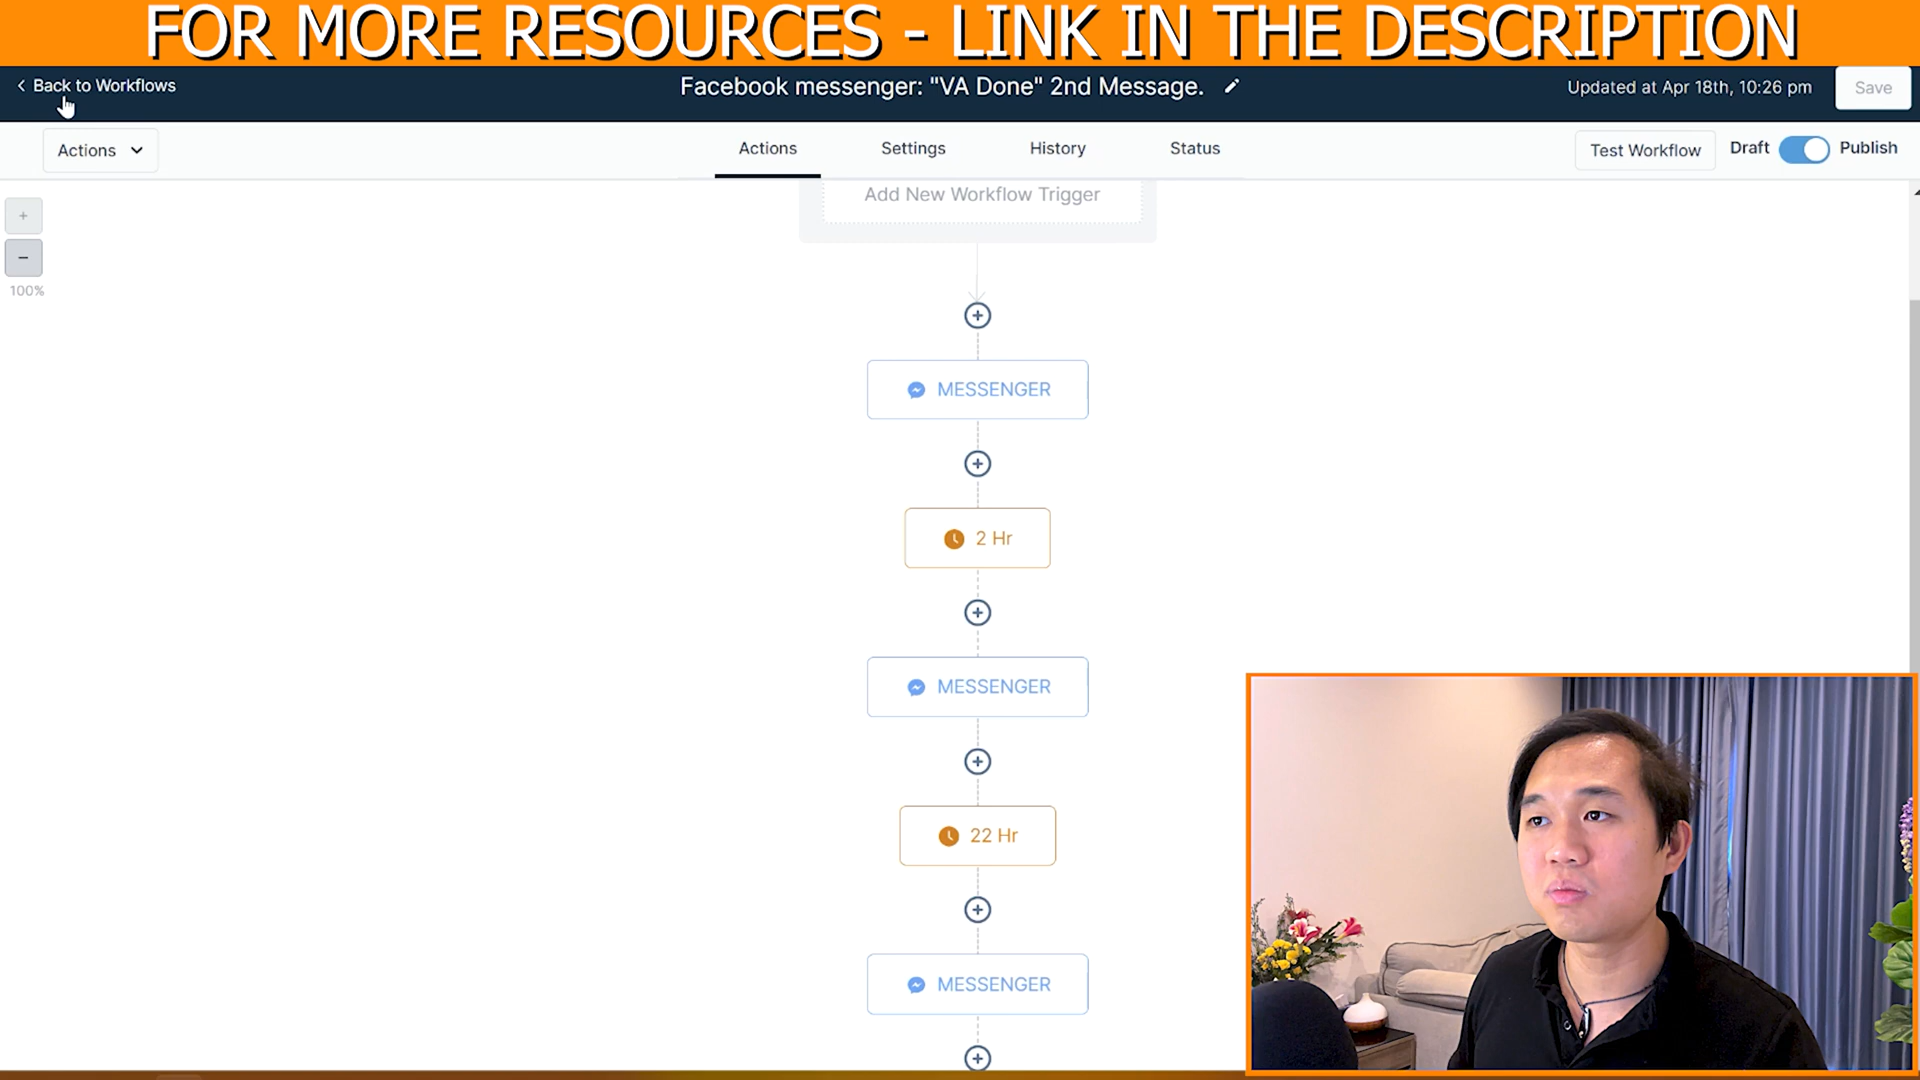 FOR MORE RESOURCES - LINK IN THE DESCRIPTION
Back to Workflows
Facebook messenger: "VA Done" 2nd Message.
Updated at Apr 18th, 10:26 pm
Save
Actions
Actions
Settings
History
Status
Test Workflow
Draft
Publish
+
−
100%
Add New Workflow Trigger
MESSENGER
2 Hr
MESSENGER
22 Hr
MESSENGER